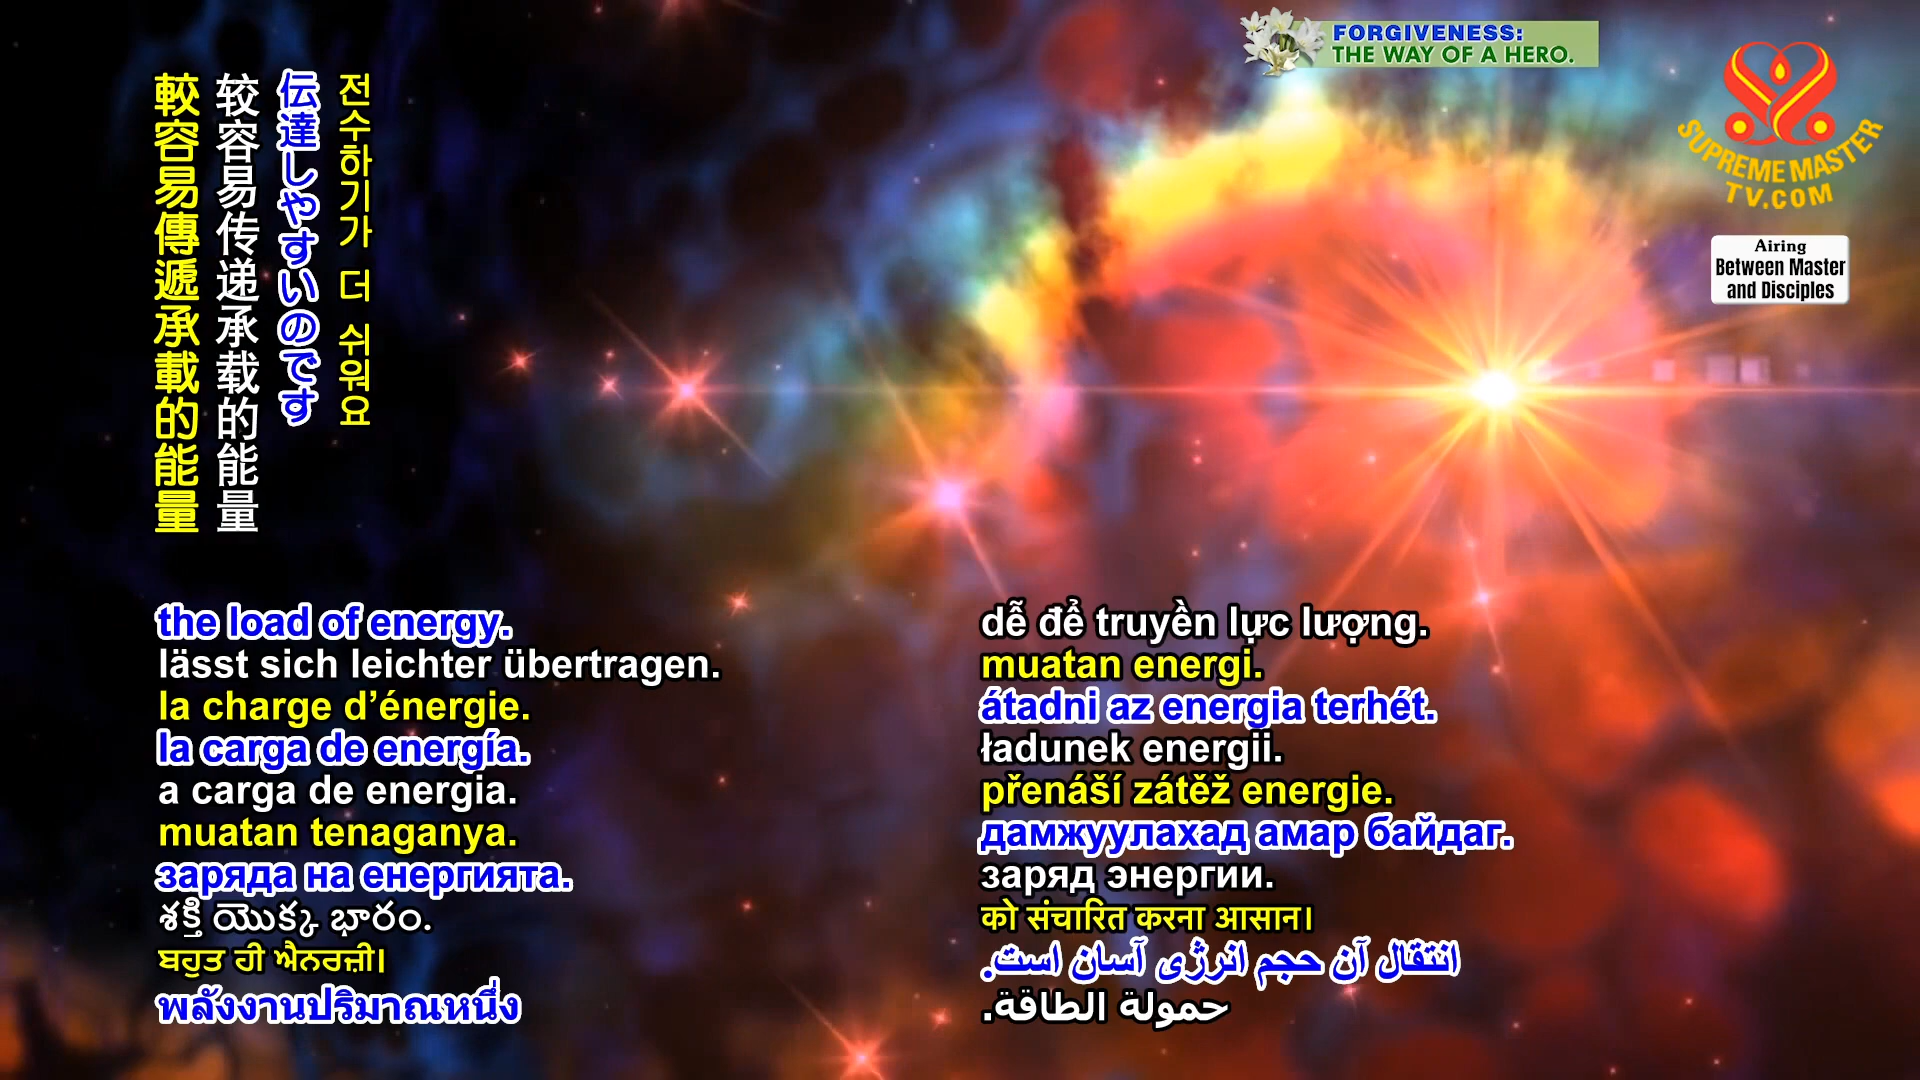 FORGIVENESS:
THE WAY OF A HERO.
SUPREME MASTER
TV.COM
Airing
Between Master
and Disciples
전수하기가 더 쉬워요
伝達しやすいのです
较容易传递承载的能量
較容易傳遞承載的能量
the load of energy.
lässt sich leichter übertragen.
la charge d’énergie.
la carga de energía.
a carga de energia.
muatan tenaganya.
заряда на енергията.
శక్తి యొక్క భారం.
ਬਹੁਤ ਹੀ ਐਨਰਜ਼ੀ।
พลังงานปริมาณหนึ่ง
dễ để truyền lực lượng.
muatan energi.
átadni az energia terhét.
ładunek energii.
přenáší zátěž energie.
дамжуулахад амар байдаг.
заряд энергии.
को संचारित करना आसान।
انتقال آن حجم انرژی آسان است.
حمولة الطاقة.